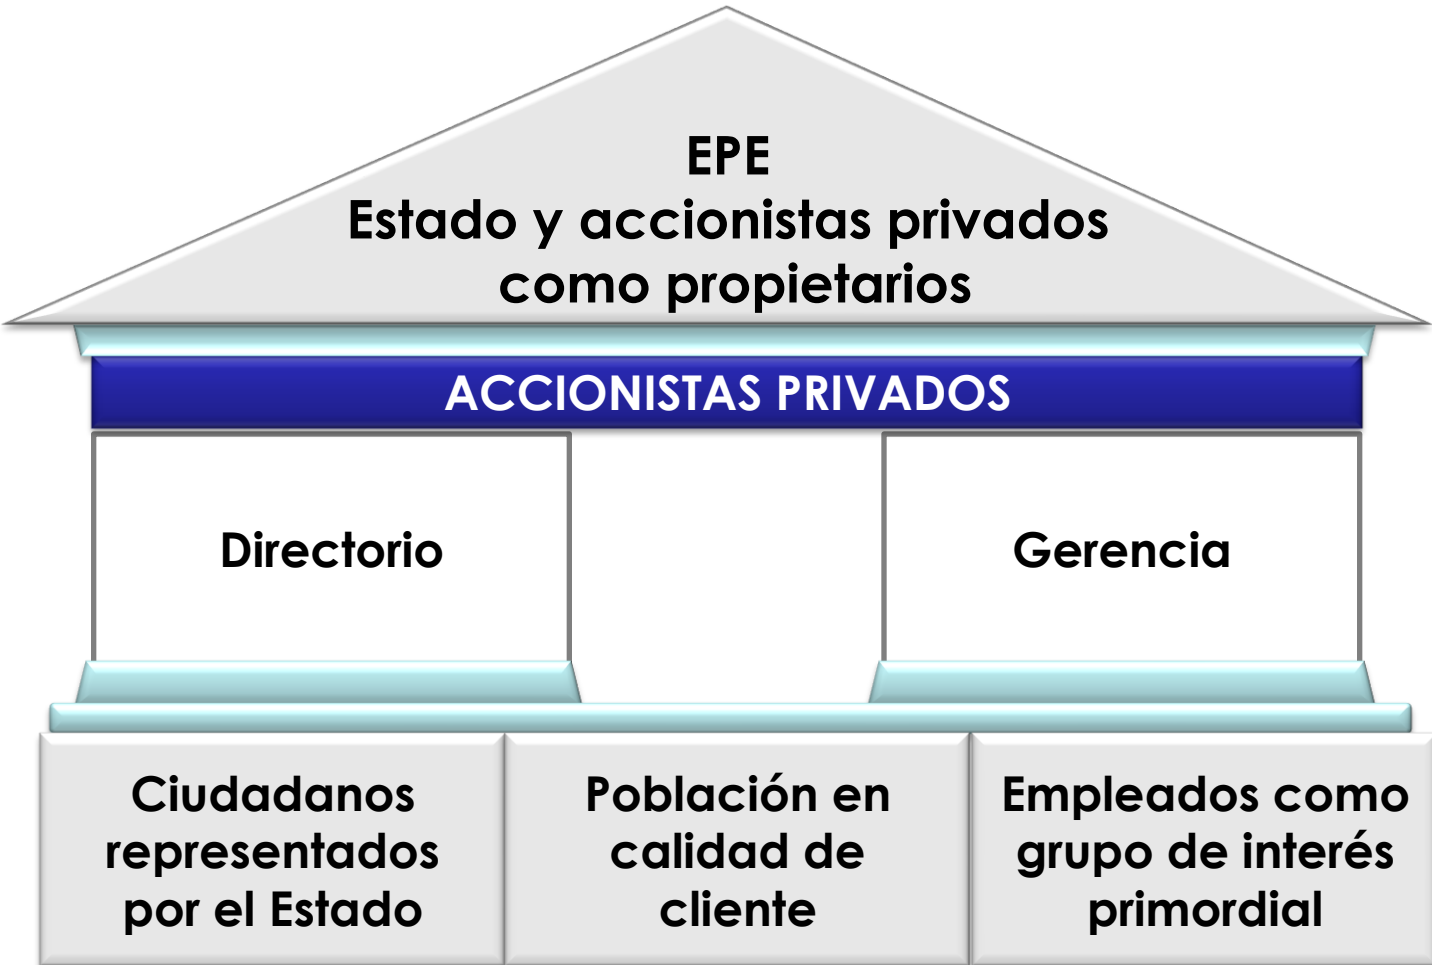 EPE
Estado y accionistas privados
como propietarios
ACCIONISTAS PRIVADOS
Directorio
Gerencia
Ciudadanos
representados
por el Estado
Población en
calidad de
cliente
Empleados como
grupo de interés
primordial